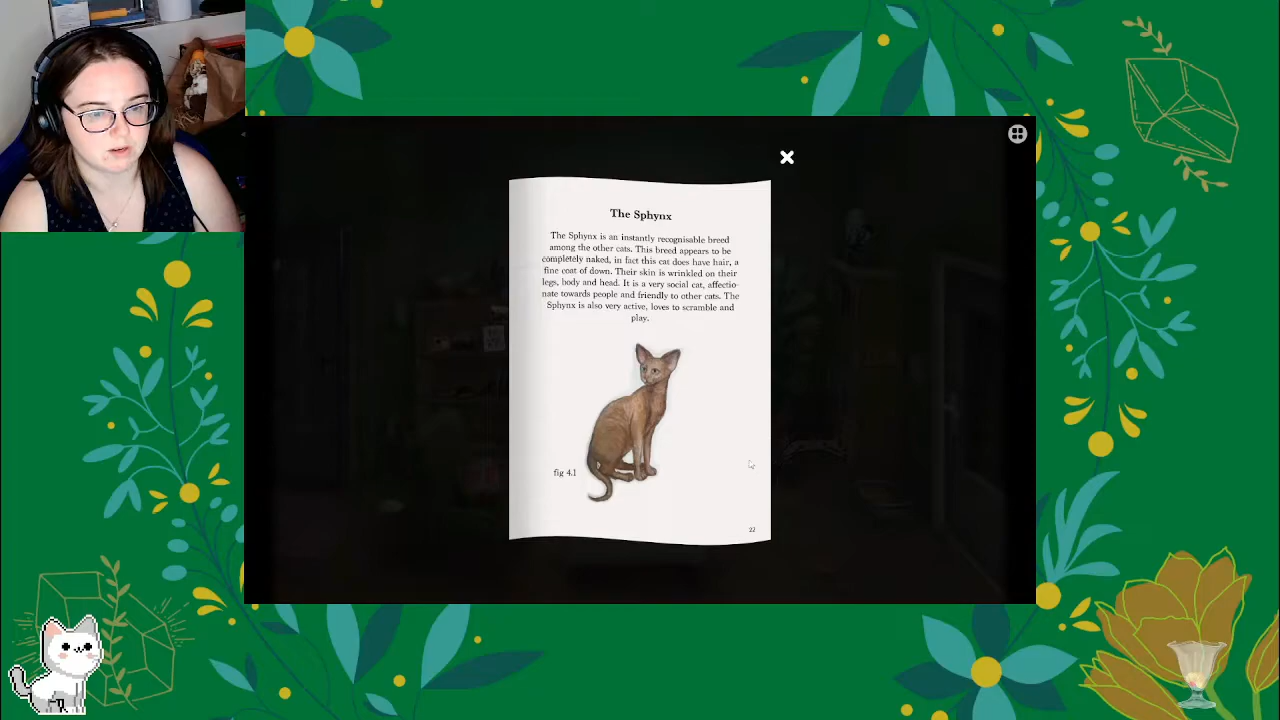 The Sphynx
The Sphynx is an instantly recognisable breed
among the other cats. This breed appears to be
completely naked, in fact this cat does have hair, a
fine coat of down. Their skin is wrinkled on their
legs, body and head. It is a very social cat, affectio-
nate towards people and friendly to other cats. The
Sphynx is also very active, loves to scramble and
play.
fig 4.1
22